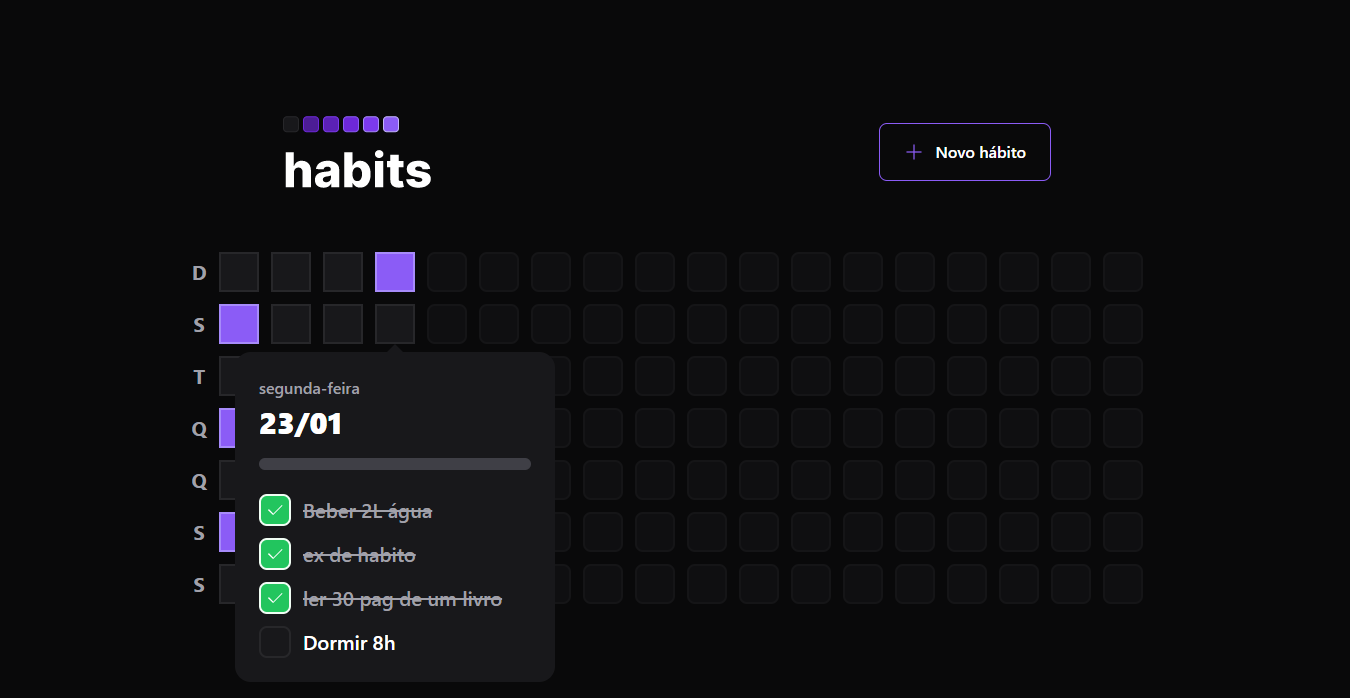 habits
Novo hábito
D
S
T
Q
Q
S
S
segunda-feira
23/01
Beber 2L água
ex de habito
ler 30 pag de um livro
Dormir 8h